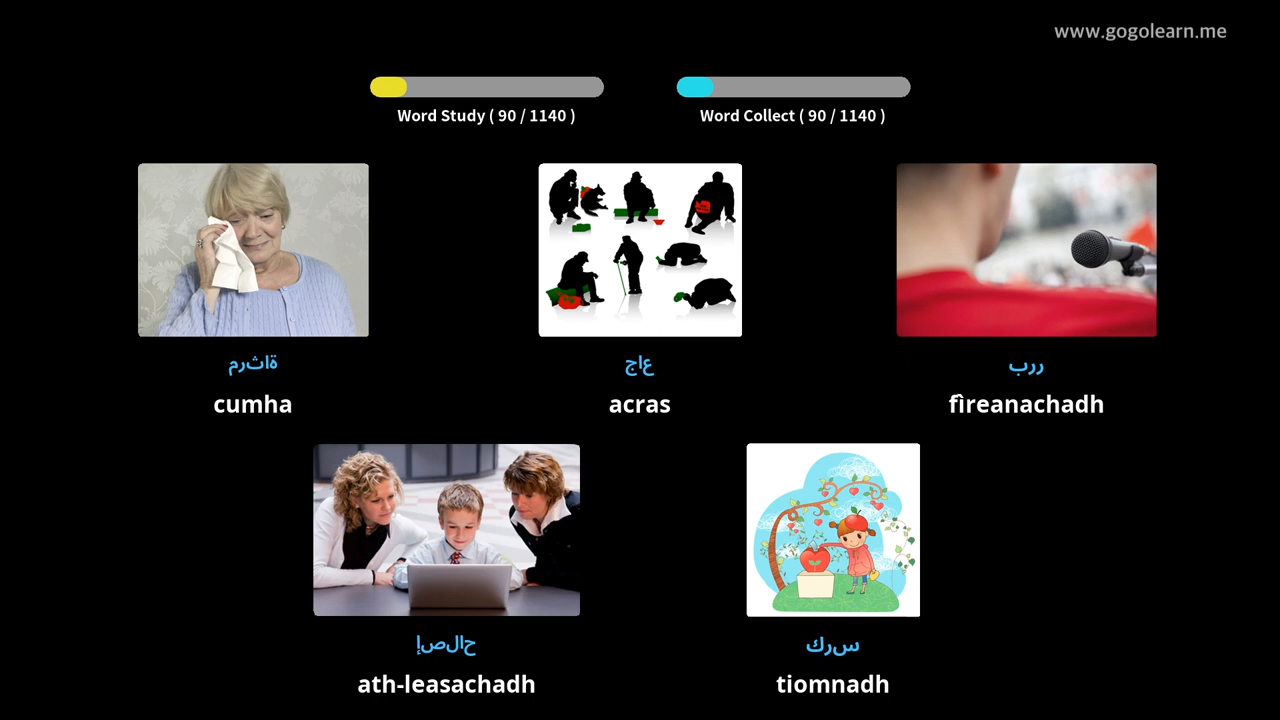 www.gogolearn.me
Word Study ( 90 / 1140 )
Word Collect ( 90 / 1140 )
ةاثرم
cumha
عاج
acras
ررب
fìreanachadh
حالصإ
ath-leasachadh
سرك
tiomnadh